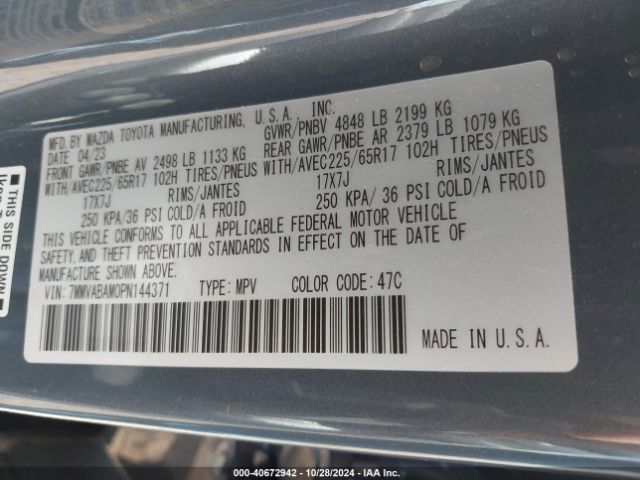 MFD. BY MAZDA TOYOTA MANUFACTURING, U.S.A. INC.
DATE 04/23 GVWR/PNBV 4848 LB 2199 KG
FRONT GAWR/PNBE AV 2498 LB 1133 KG REAR GAWR/PNBE AR 2379 LB 1079 KG
WITH/AVEC225/65R17 102H TIRES/PNEUS WITH/AVEC225/65R17 102H TIRES/PNEUS
17X7J RIMS/JANTES 17X7J RIMS/JANTES
250 KPA/36 PSI COLD/A FROID 250 KPA/ 36 PSI COLD/A FROID
THIS VEHICLE CONFORMS TO ALL APPLICABLE FEDERAL MOTOR VEHICLE
SAFETY, AND THEFT PREVENTION STANDARDS IN EFFECT ON THE DATE OF
MANUFACTURE SHOWN ABOVE.
VIN:7MMVABAM0PN144371 TYPE:MPV COLOR CODE:47C
MADE IN U.S.A.
THIS SIDE DOWN
000-40672942 - 10/28/2024 - IAA Inc.